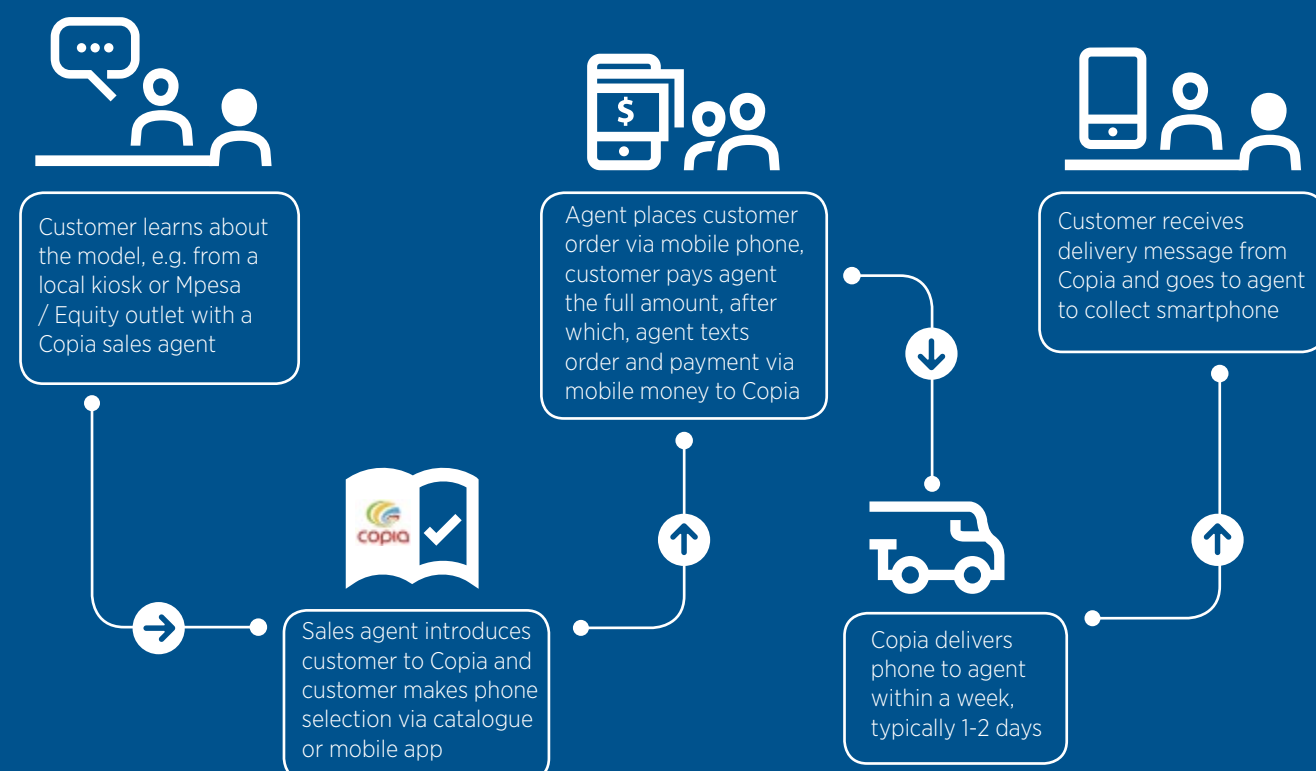 Customer learns about
the model, e.g. from a
local kiosk or Mpesa
/ Equity outlet with a
Copia sales agent
copia
Sales agent introduces
customer to Copia and
customer makes phone
selection via catalogue
or mobile app
$
Agent places customer
order via mobile phone,
customer pays agent
the full amount, after
which, agent texts
order and payment via
mobile money to Copia
Copia delivers
phone to agent
within a week,
typically 1-2 days
Customer receives
delivery message from
Copia and goes to agent
to collect smartphone